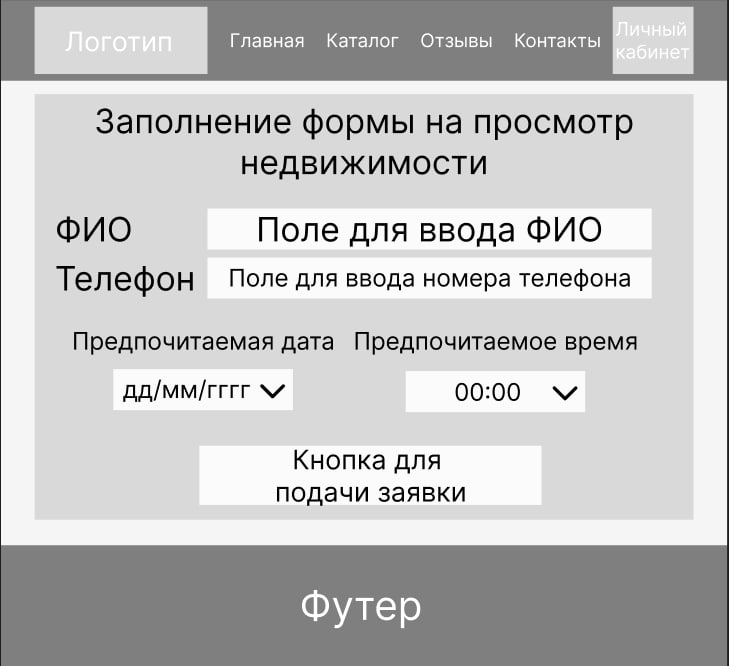 Логотип Главная Каталог Отзывы Контакты Личный
кабинет
Заполнение формы на просмотр
недвижимости
ФИО Поле для ввода ФИО
Телефон Поле для ввода номера телефона
Предпочитаемая дата Предпочитаемое время
дд/мм/гггг 00:00
Кнопка для
подачи заявки
Футер